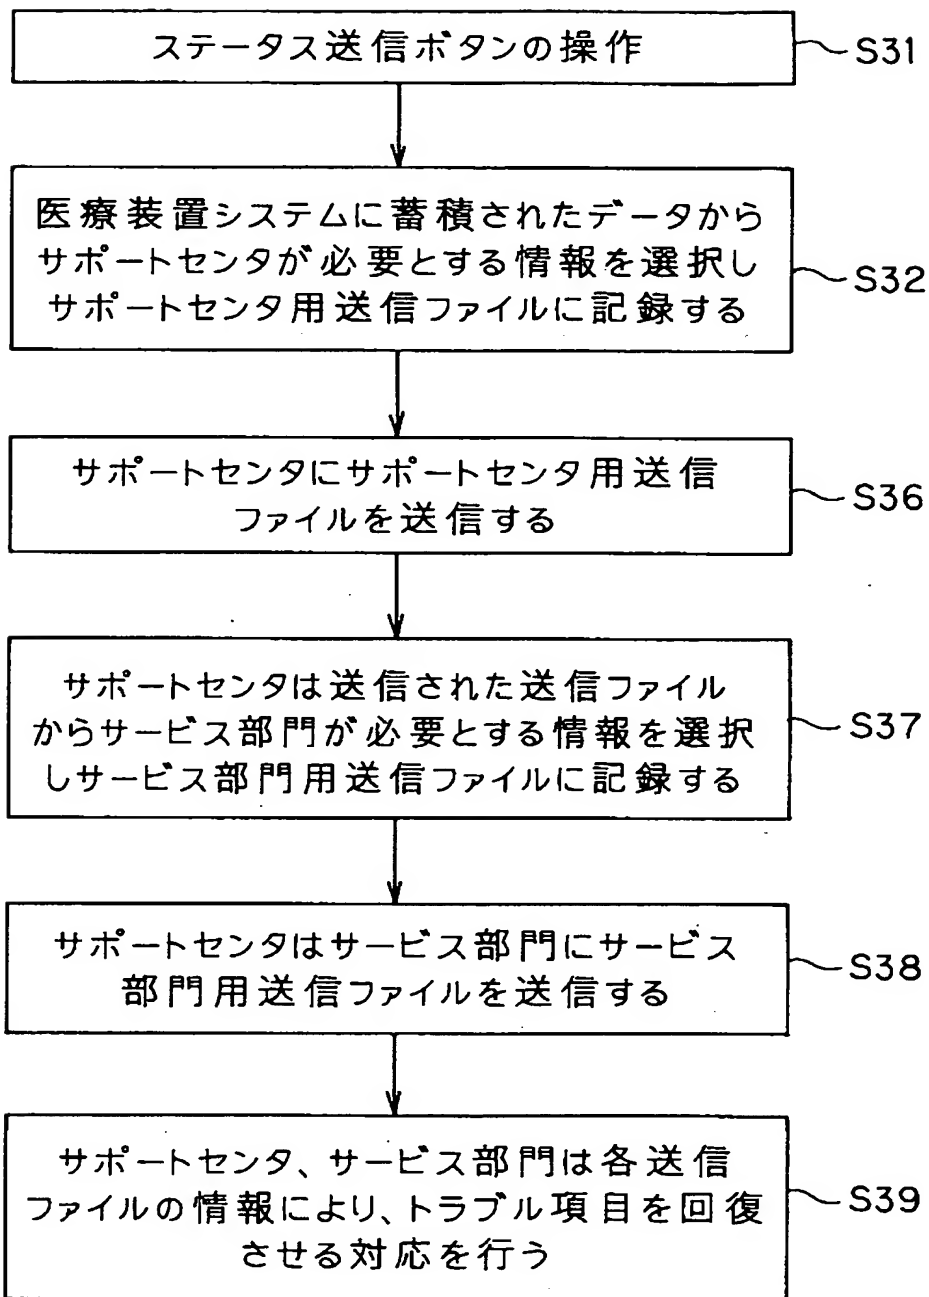 ステータス送信ボタンの操作
S31
医療装置システムに蓄積されたデータから
サポートセンタが必要とする情報を選択し
サポートセンタ用送信ファイルに記録する
S32
サポートセンタにサポートセンタ用送信
ファイルを送信する
S36
サポートセンタは送信された送信ファイル
からサービス部門が必要とする情報を選択
しサービス部門用送信ファイルに記録する
S37
サポートセンタはサービス部門にサービス
部門用送信ファイルを送信する
S38
サポートセンタ、サービス部門は各送信
ファイルの情報により、トラブル項目を回復
させる対応を行う
S39